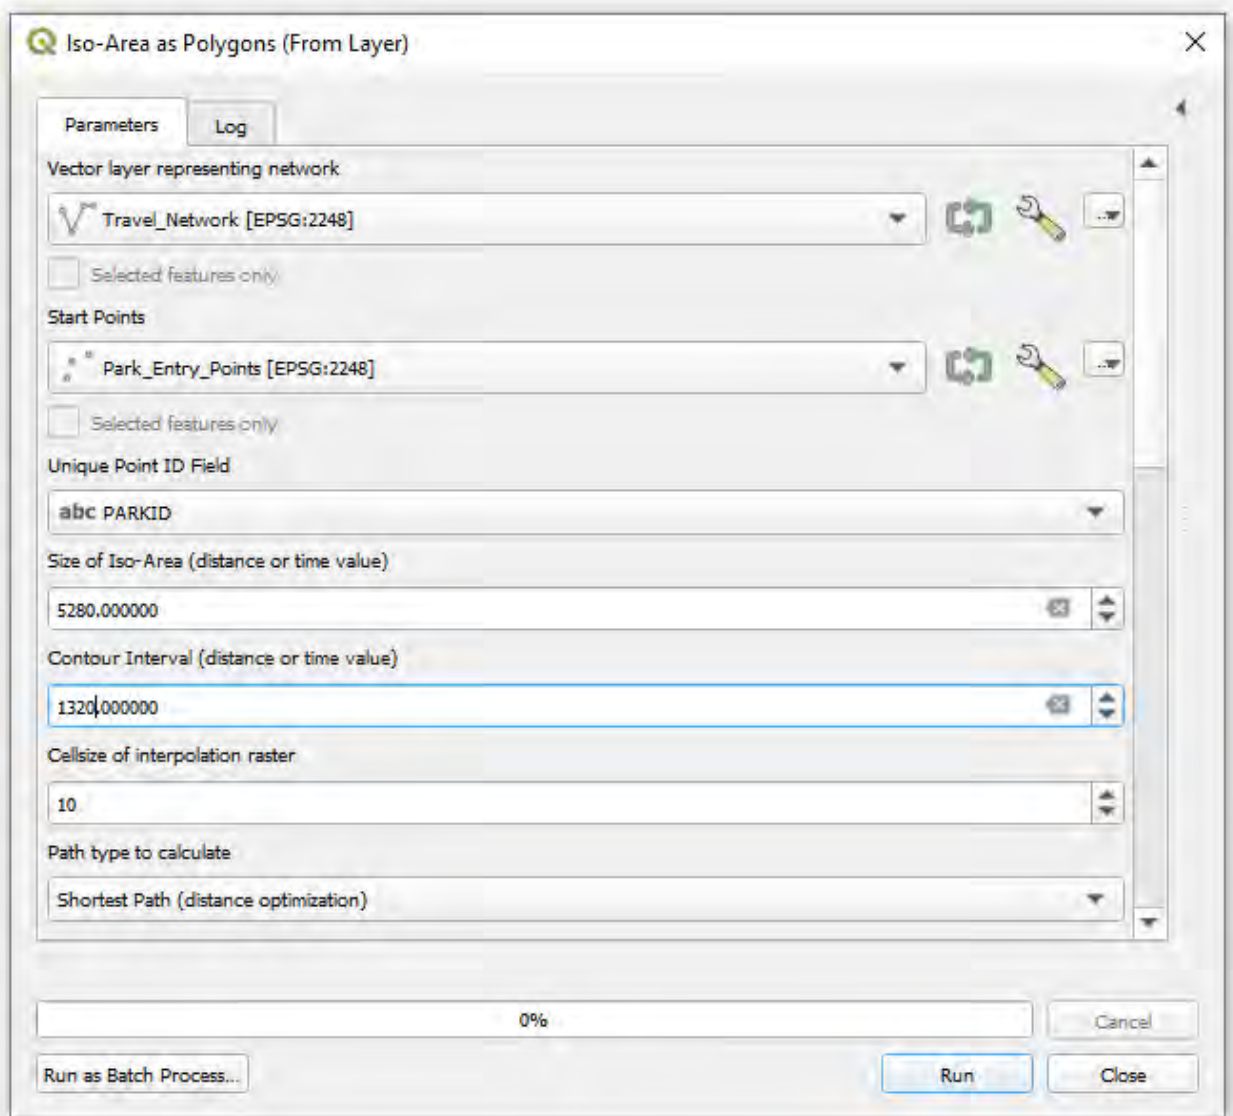 Iso-Area as Polygons (From Layer)
Parameters
Log
Vector layer representing network
Travel_Network [EPSG:2248]
Selected features only
Start Points
Park_Entry_Points [EPSG:2248]
Selected features only
Unique Point ID Field
abc PARKID
Size of Iso-Area (distance or time value)
5280.000000
Contour Interval (distance or time value)
1320.000000
Cellsize of interpolation raster
10
Path type to calculate
Shortest Path (distance optimization)
0%
Cancel
Run as Batch Process...
Run
Close